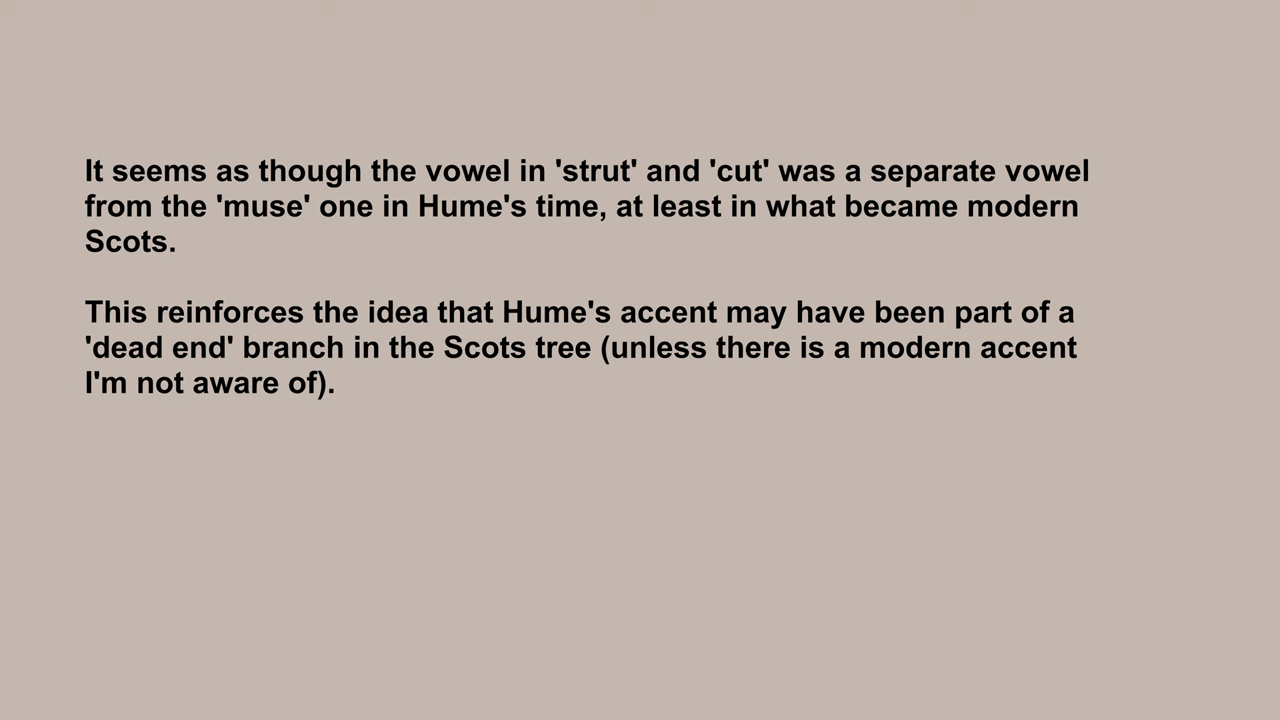 It seems as though the vowel in 'strut' and 'cut' was a separate vowel
from the 'muse' one in Hume's time, at least in what became modern
Scots.
This reinforces the idea that Hume's accent may have been part of a
'dead end' branch in the Scots tree (unless there is a modern accent
I'm not aware of).